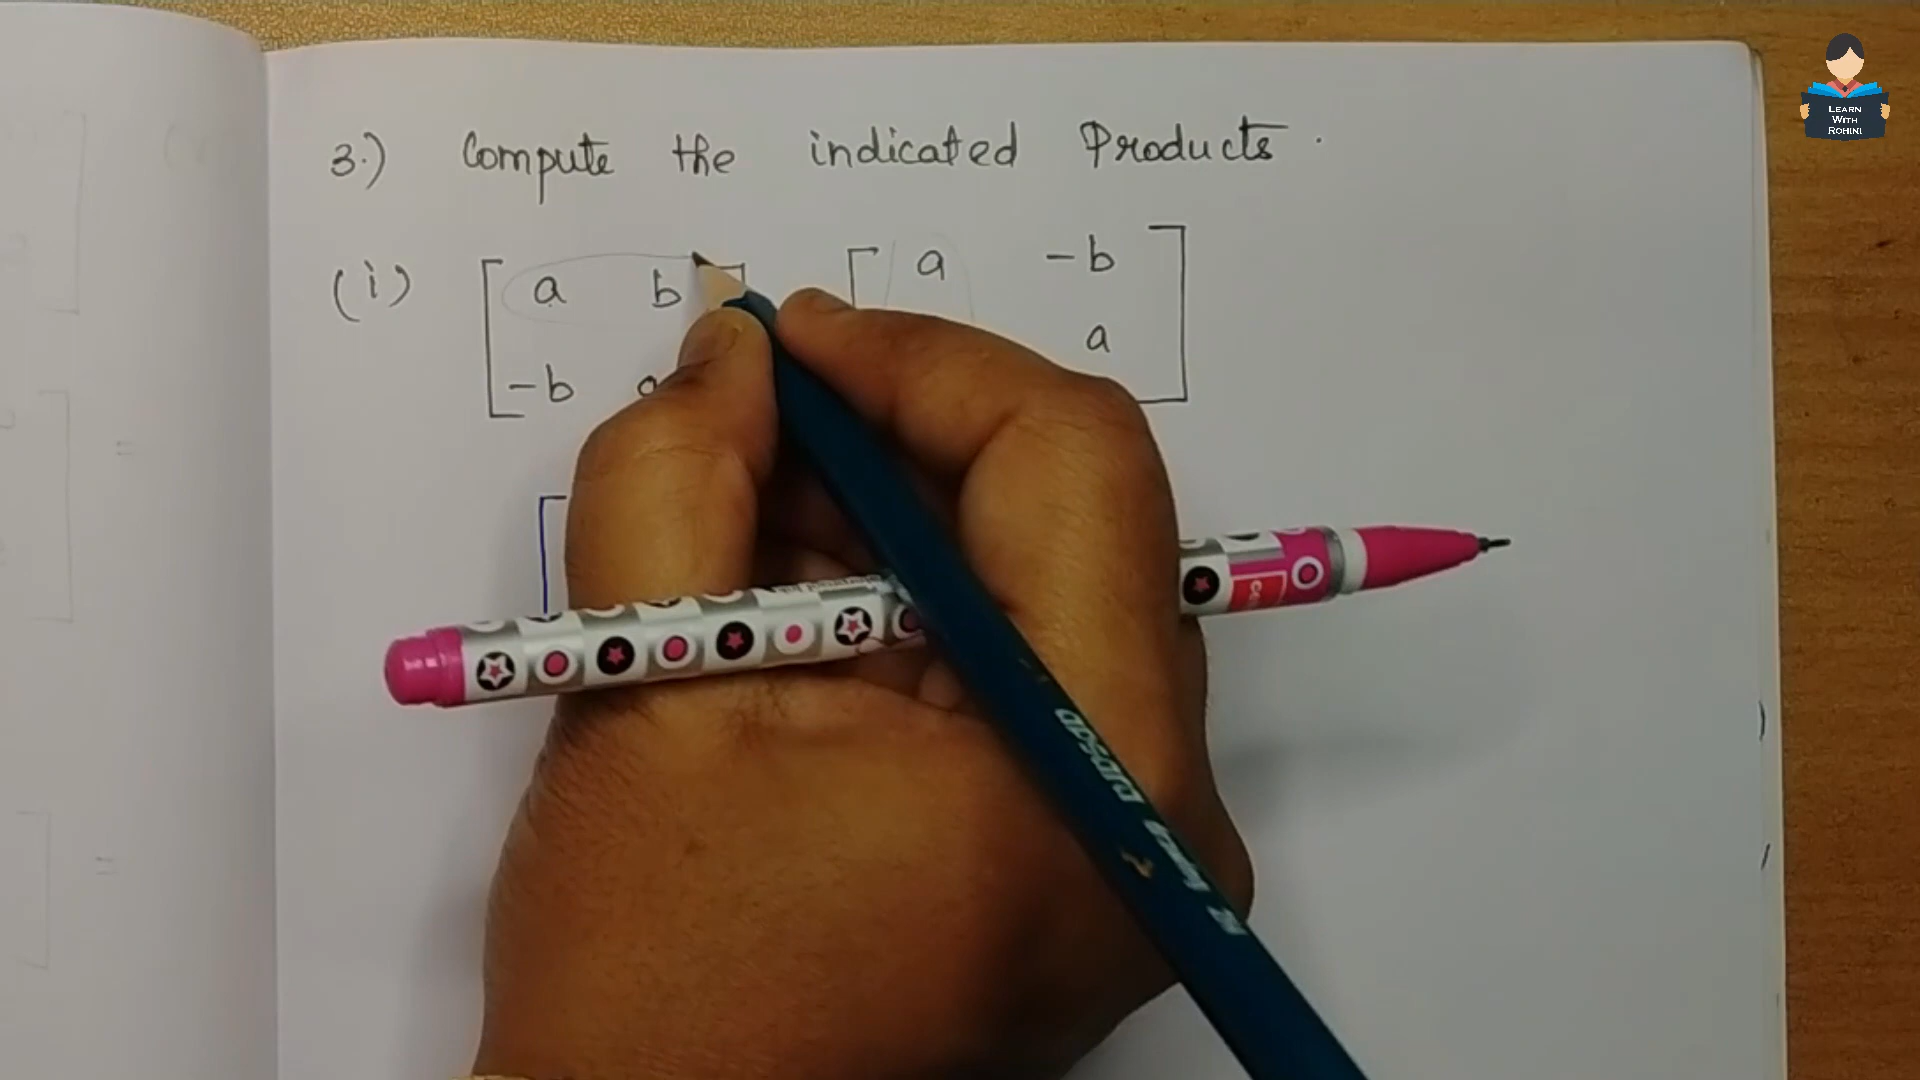 3.) Compute the indicated Products.
(i) a b a -b
-b a a
LEARN
WITH
ROHINI